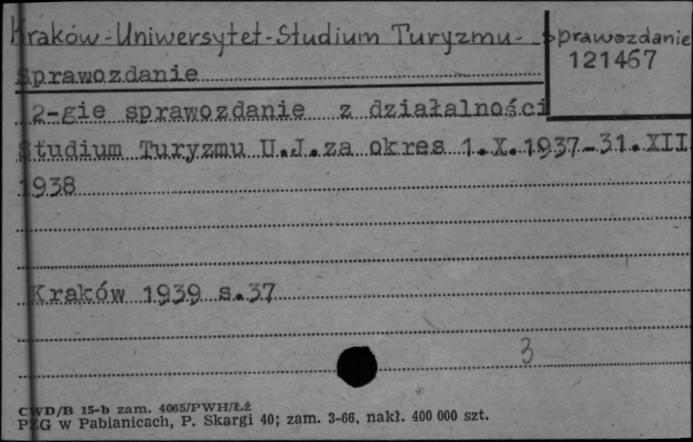 Kraków-Uniwersytet-Studium Turyzmu- sprawozdanie
121467
Sprawozdanie
2-gie sprawozdanie z działalności
Studium Turyzmu U.J.za okres 1.X.1937-31.XII
1938
Kraków 1939 s.37
3
CWD/B 15-b zam. 4065/PWH/Łź
PZG w Pabianicach, P. Skargi 40; zam. 3-66, nakł. 400 000 szt.